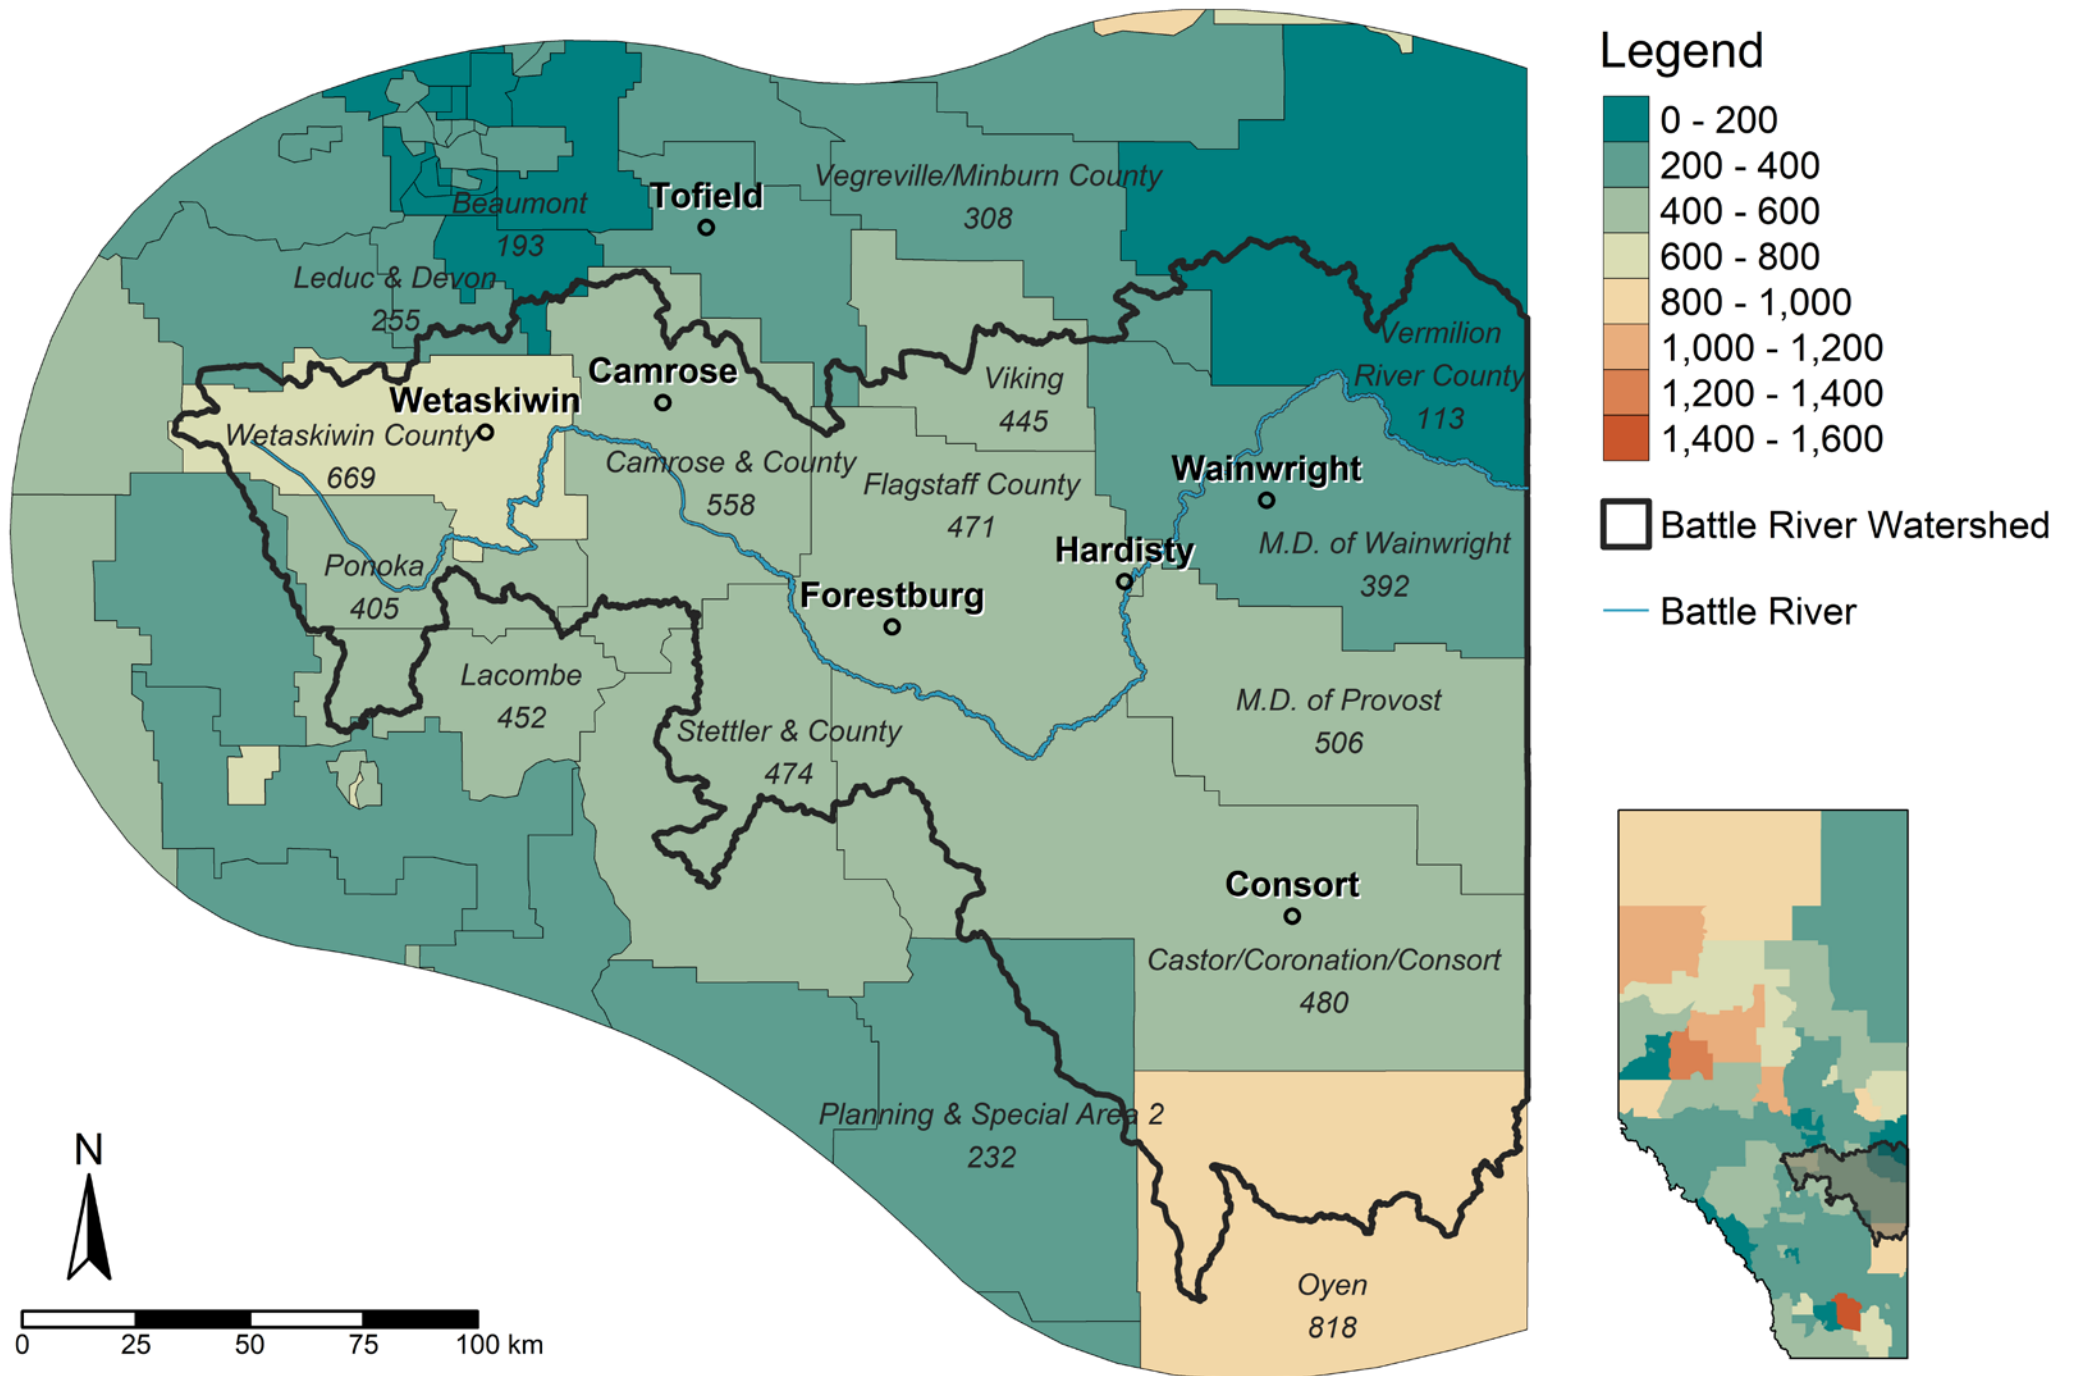 Tofield
Vegreville/Minburn County
308
Beaumont
193
Leduc & Devon
255
Vermilion
River County
113
Camrose
Wetaskiwin
Wetaskiwin County
669
Viking
445
Camrose & County
558
Flagstaff County
471
Wainwright
Hardisty
M.D. of Wainwright
392
Ponoka
405
Forestburg
Lacombe
452
Stettler & County
474
M.D. of Provost
506
Consort
Castor/Coronation/Consort
480
Planning & Special Area 2
232
Oyen
818
N
0 25 50 75 100 km
Legend
0 - 200
200 - 400
400 - 600
600 - 800
800 - 1,000
1,000 - 1,200
1,200 - 1,400
1,400 - 1,600
Battle River Watershed
Battle River